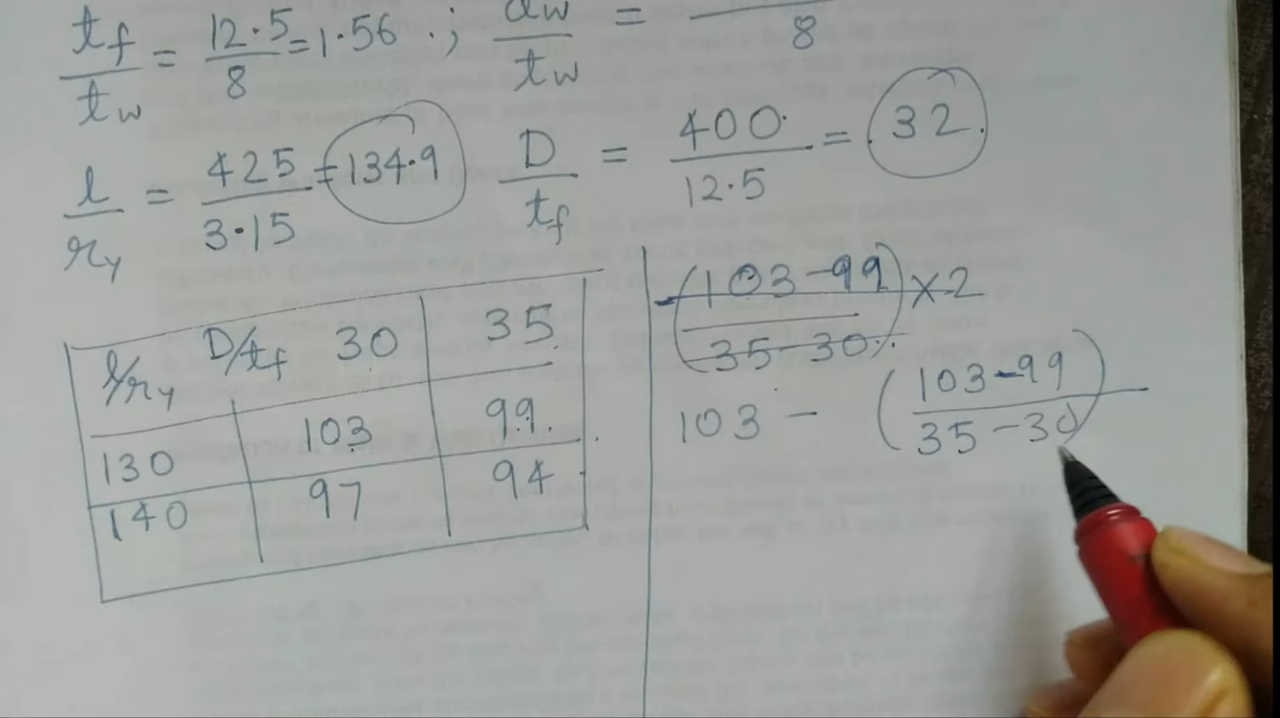 tf/tw = 12.5/8 = 1.56 ; dw/tw = /8
l/ry = 425/3.15 = 134.9 D/tf = 400/12.5 = 32
-(103-99/35-30) ×2
l/ry D/tf 30 35
103 - (103-99/35-30)
130 103 99
140 97 94